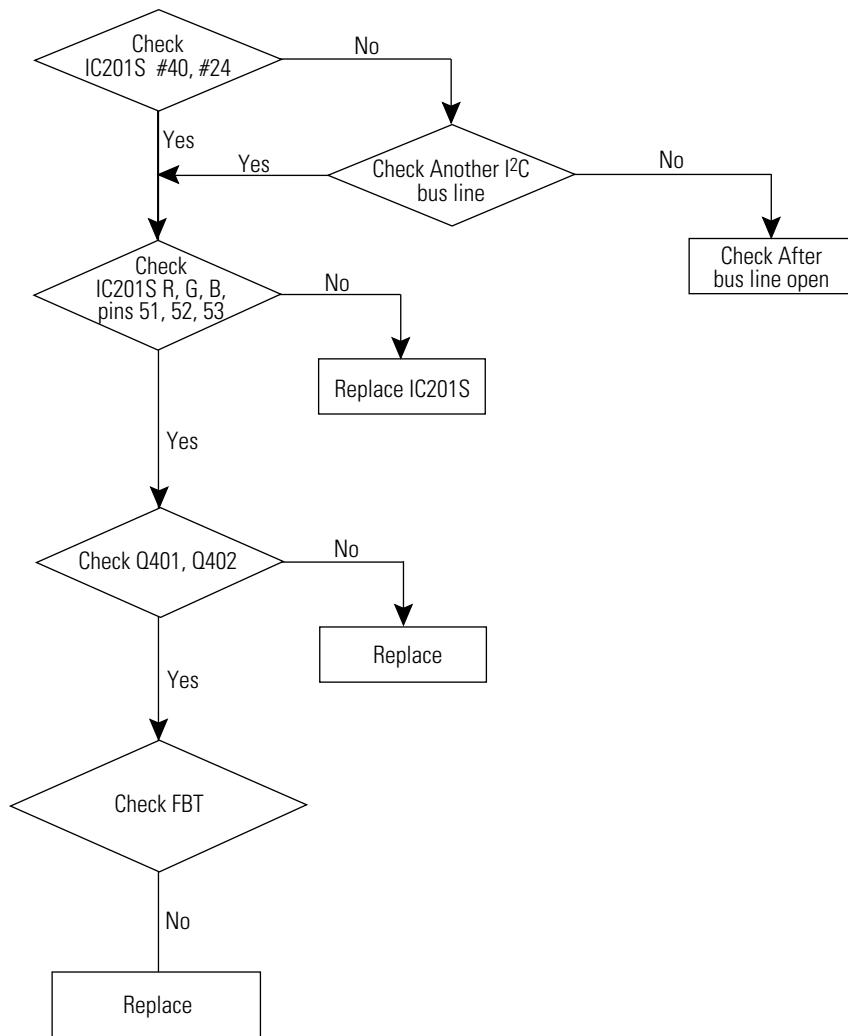 Check
IC201S #40, #24
No
Yes
Check Another I²C
bus line
Yes
No
Check After
bus line open
Check
IC201S R, G, B,
pins 51, 52, 53
No
Replace IC201S
Yes
Check Q401, Q402
No
Replace
Yes
Check FBT
No
Replace